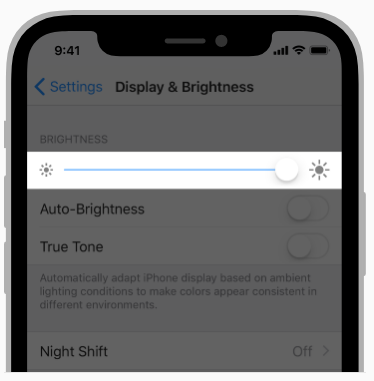 9:41
Settings Display & Brightness
BRIGHTNESS
Auto-Brightness
True Tone
Automatically adapt iPhone display based on ambient
lighting conditions to make colors appear consistent in
different environments.
Night Shift Off